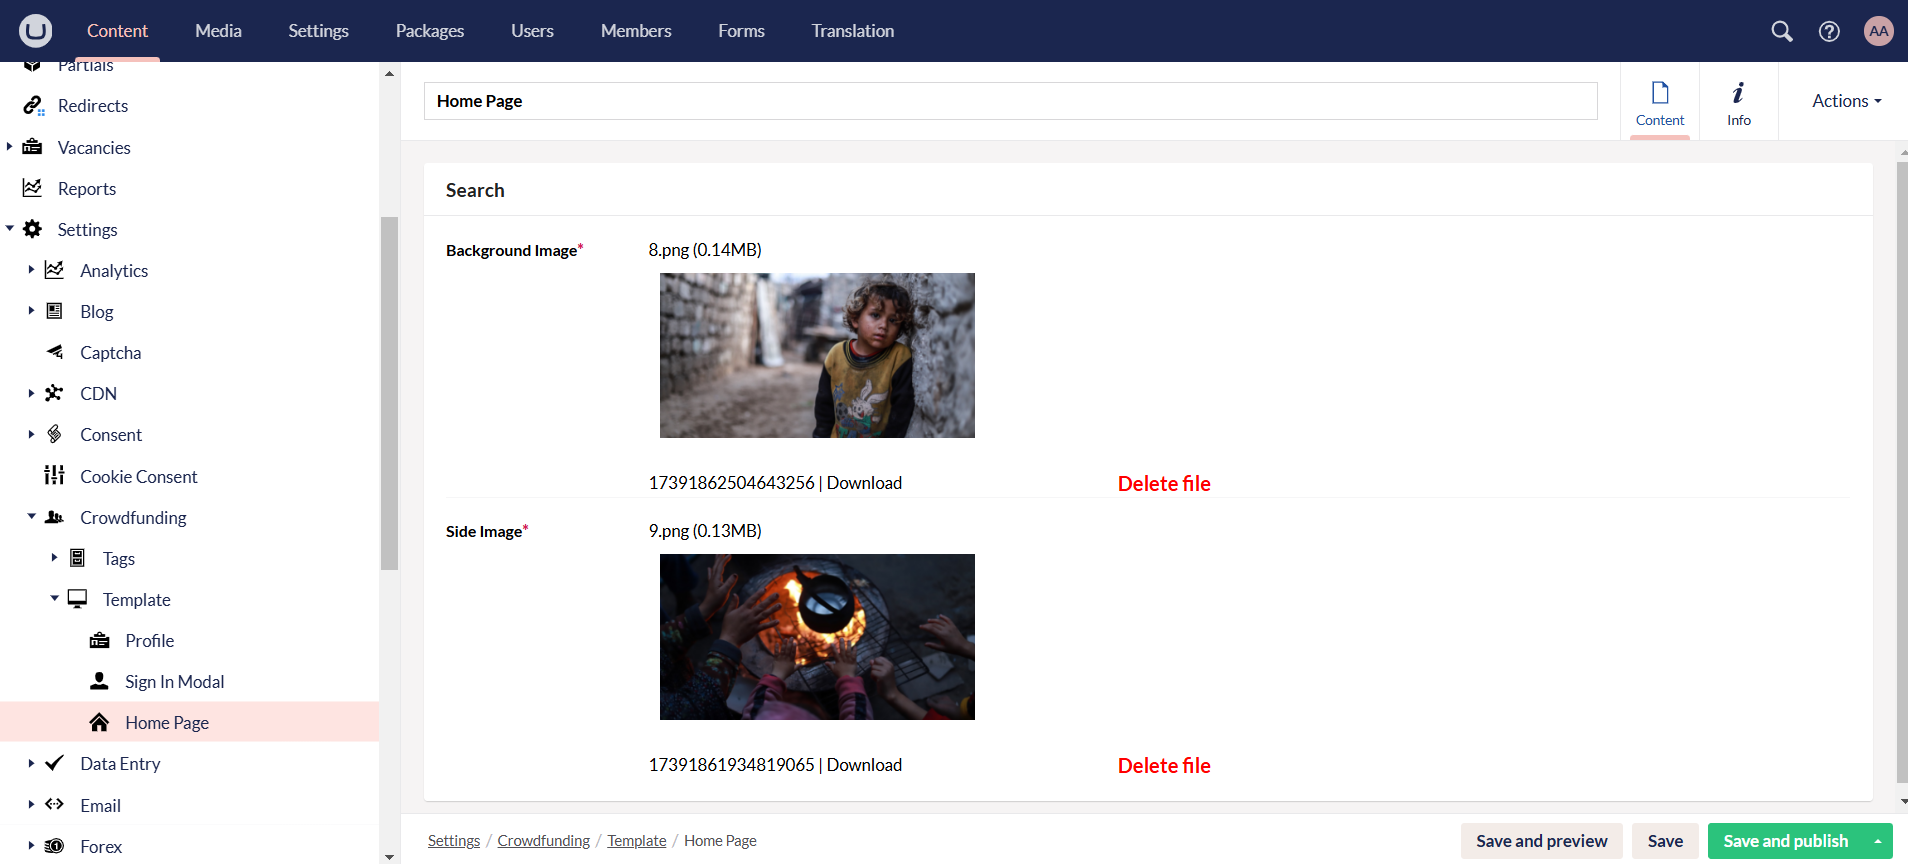 Content Media Settings Packages Users Members Forms Translation AA
Partials
Redirects
Vacancies
Reports
Settings
Analytics
Blog
Captcha
CDN
Consent
Cookie Consent
Crowdfunding
Tags
Template
Profile
Sign In Modal
Home Page
Data Entry
Email
Forex
Home Page
Content
Info
Actions
Search
Background Image*
8.png (0.14MB)
17391862504643256 | Download
Delete file
Side Image*
9.png (0.13MB)
17391861934819065 | Download
Delete file
Settings / Crowdfunding / Template / Home Page
Save and preview
Save
Save and publish